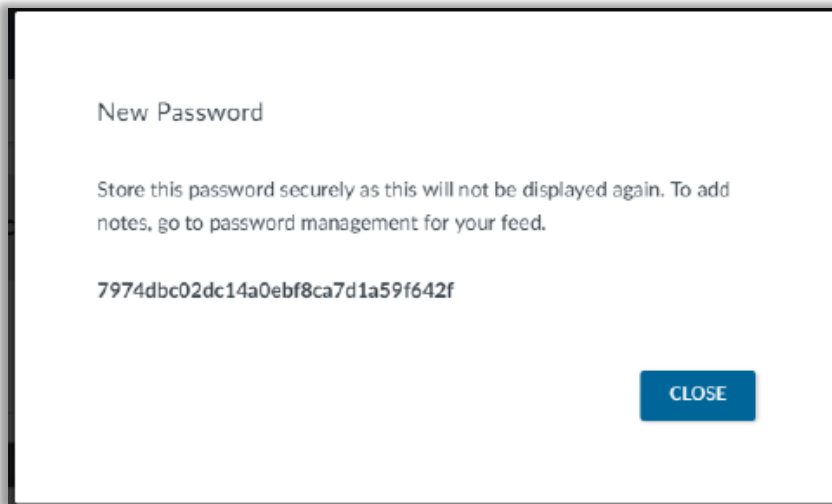 New Password
Store this password securely as this will not be displayed again. To add
notes, go to password management for your feed.
7974dbc02dc14a0ebf8ca7d1a59f642f
CLOSE